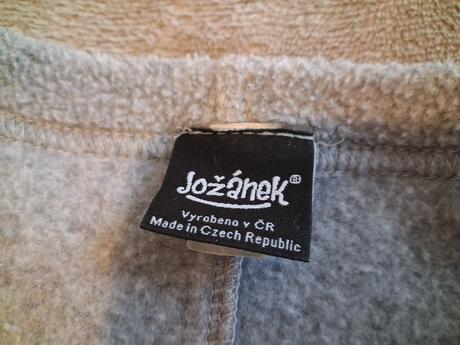 Jožánek®
Vyrobeno v ČR
Made in Czech Republic